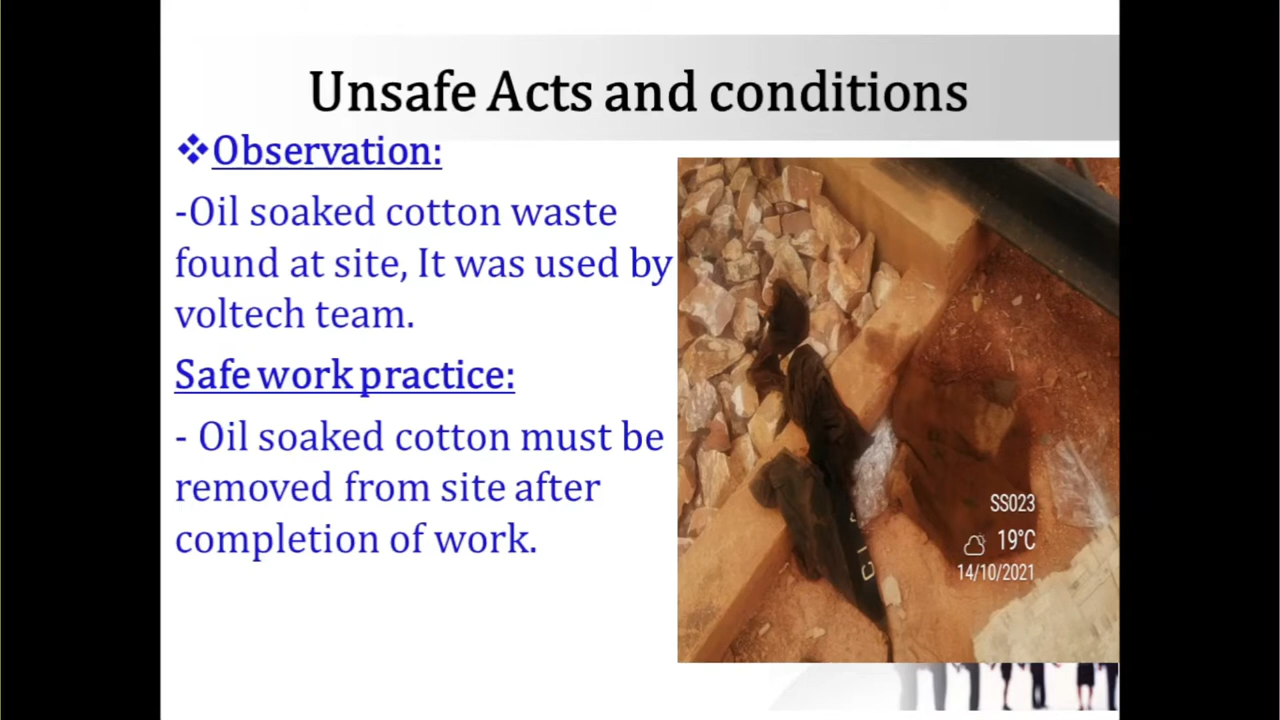 Unsafe Acts and conditions
❖Observation:
-Oil soaked cotton waste
found at site, It was used by
voltech team.
Safe work practice:
- Oil soaked cotton must be
removed from site after
completion of work.
SS023
19°C
14/10/2021